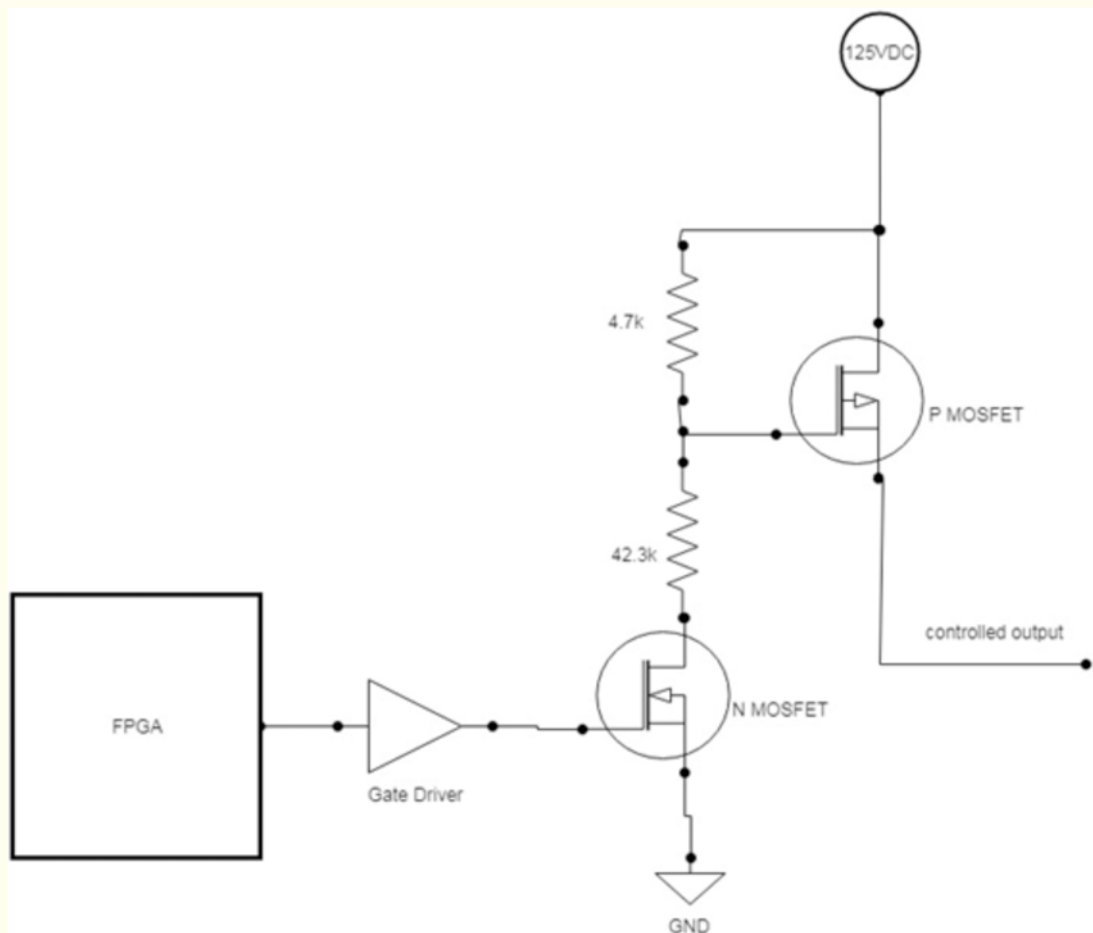 125VDC
4.7k
P MOSFET
42.3k
controlled output
FPGA
N MOSFET
Gate Driver
GND